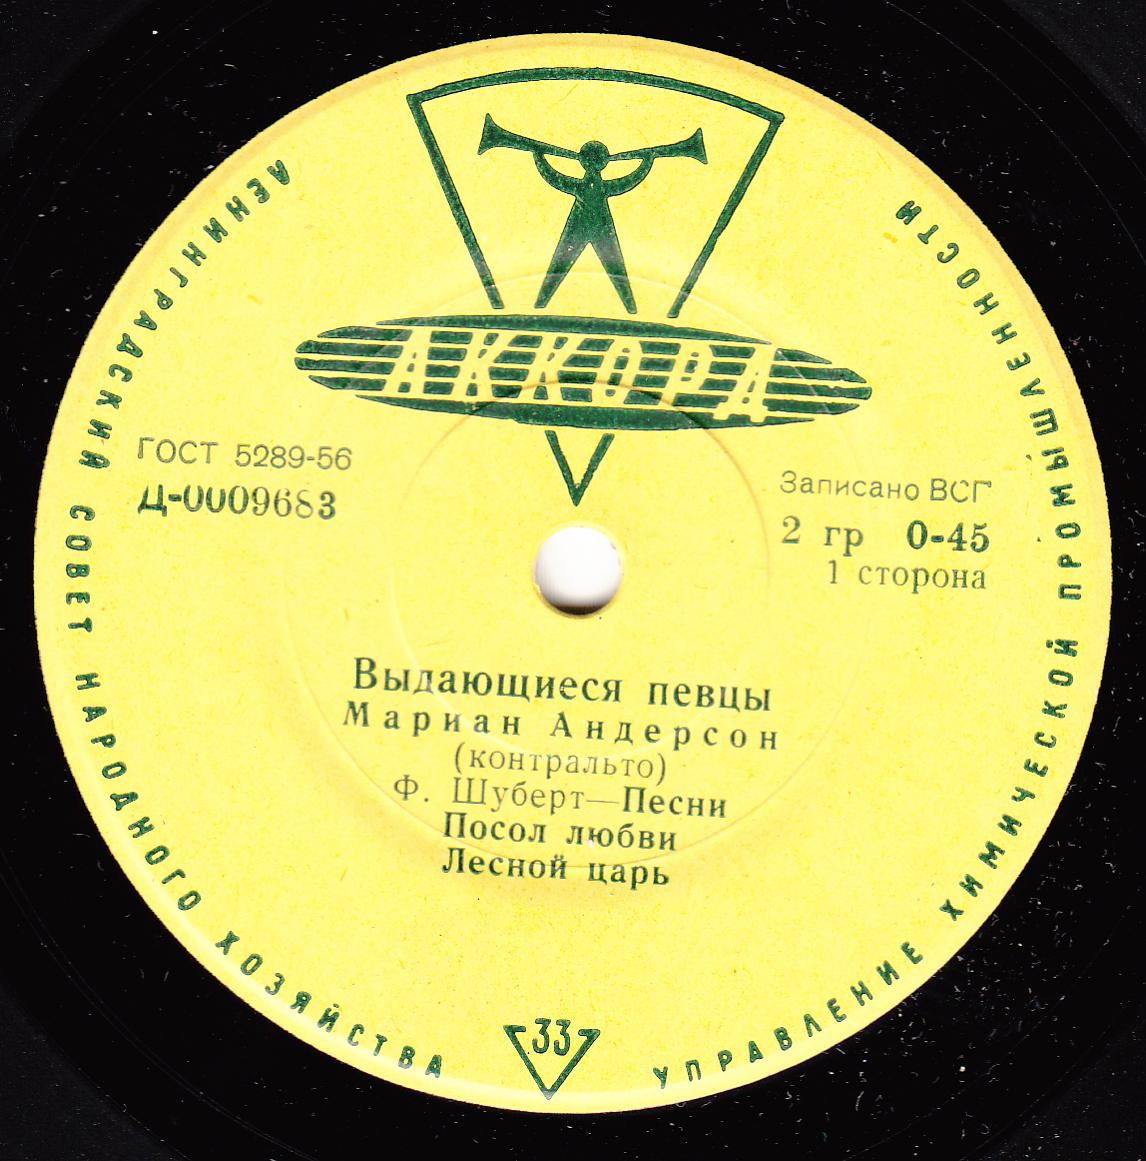 ЛЕНИНГРАДСКИЙ СОВЕТ НАРОДНОГО ХОЗЯЙСТВА
УПРАВЛЕНИЕ ХИМИЧЕСКОЙ ПРОМЫШЛЕННОСТИ
АККОРД
ГОСТ 5289-56
Д-0009683
Записано ВСГ
2 гр 0-45
1 сторона
Выдающиеся певцы
Мариан Андерсон
(контральто)
Ф. Шуберт—Песни
Посол любви
Лесной царь
33